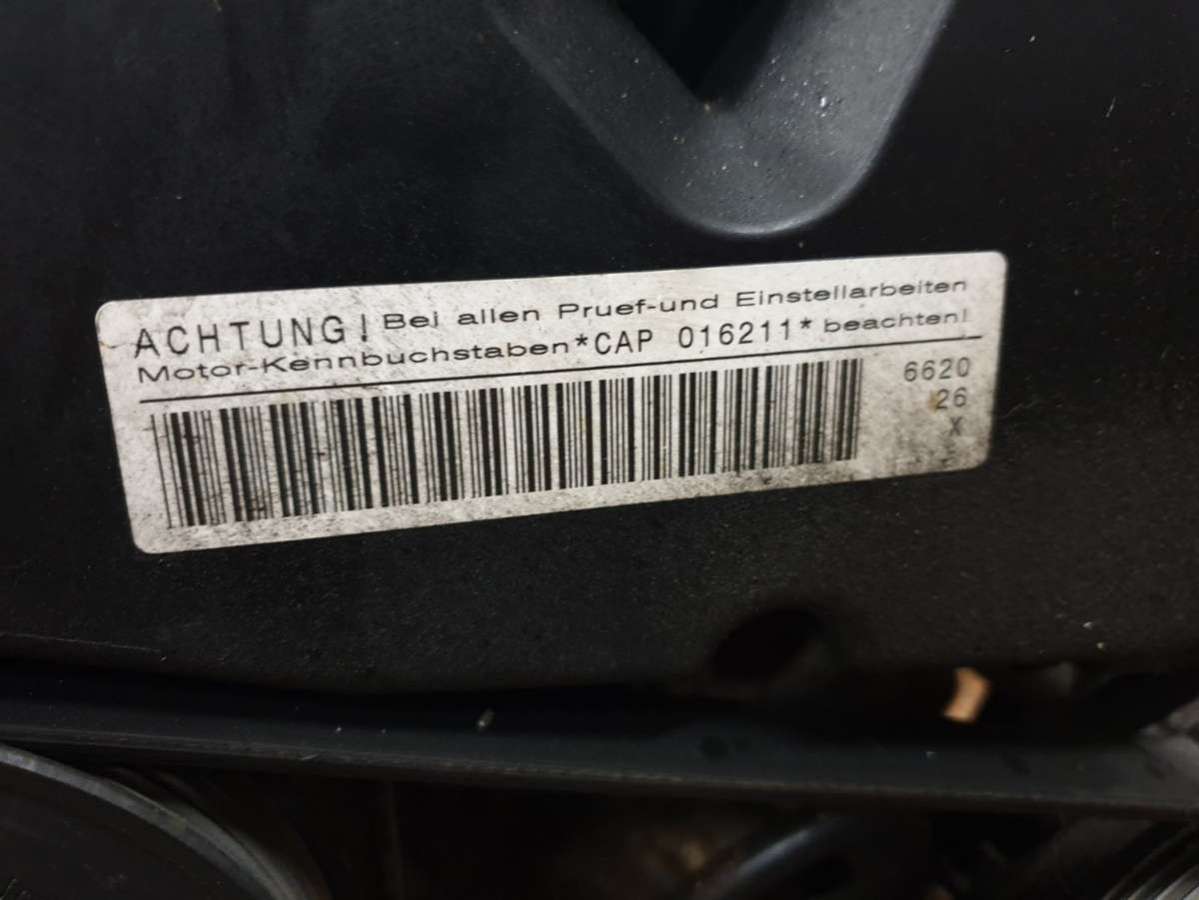 ACHTUNG! Bei allen Pruef-und Einstellarbeiten
Motor-Kennbuchstaben*CAP 016211* beachten!
6620
26
X